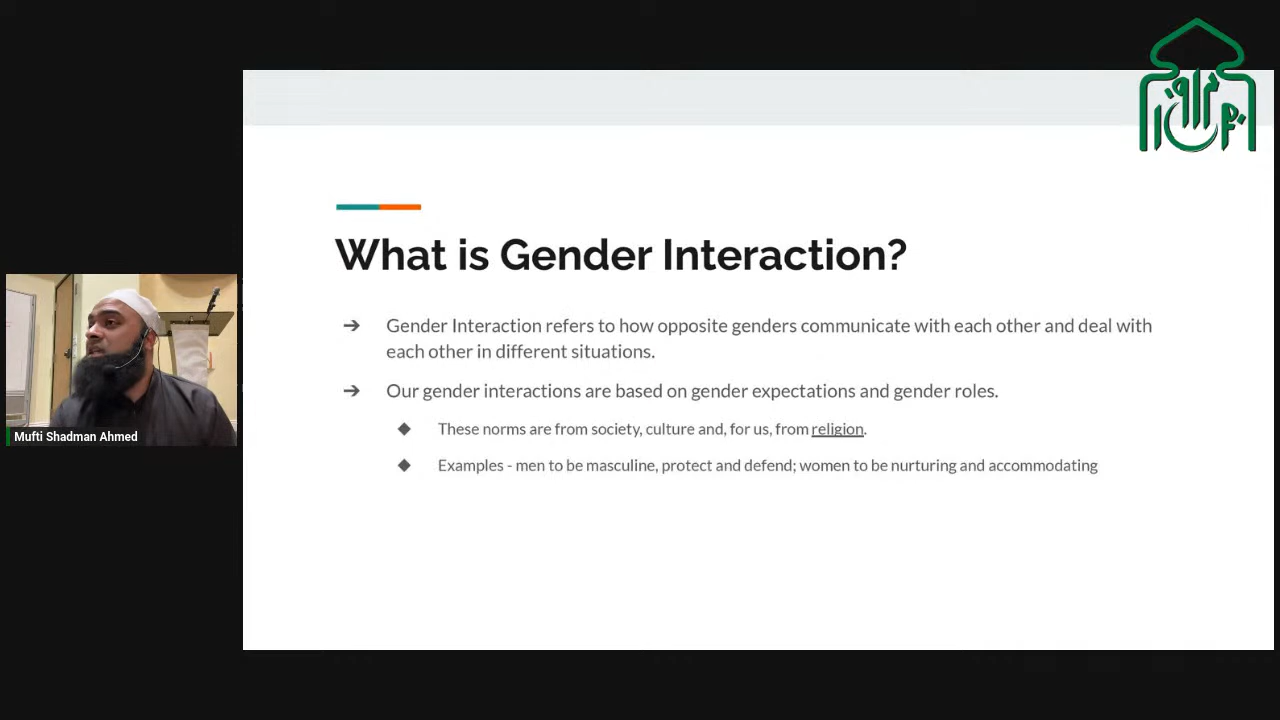 What is Gender Interaction?
➔ Gender Interaction refers to how opposite genders communicate with each other and deal with
each other in different situations.
➔ Our gender interactions are based on gender expectations and gender roles.
◆ These norms are from society, culture and, for us, from religion.
◆ Examples - men to be masculine, protect and defend; women to be nurturing and accommodating
Mufti Shadman Ahmed